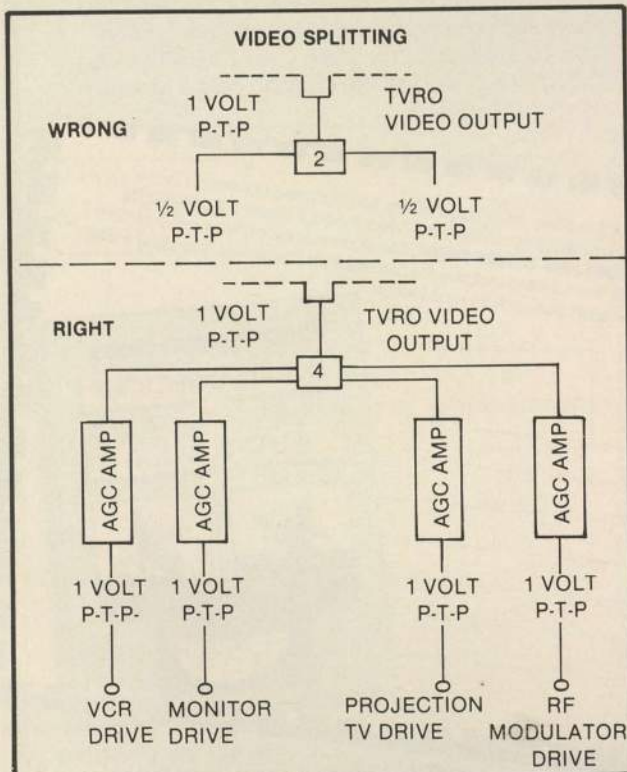 VIDEO SPLITTING
WRONG
1 VOLT
P-T-P
TVRO
VIDEO OUTPUT
2
½ VOLT
P-T-P
½ VOLT
P-T-P
RIGHT
1 VOLT
P-T-P
TVRO VIDEO
OUTPUT
4
AGC AMP
AGC AMP
AGC AMP
AGC AMP
1 VOLT
P-T-P-
1 VOLT
P-T-P
1 VOLT
P-T-P
1 VOLT
P-T-P
VCR
DRIVE
MONITOR
DRIVE
PROJECTION
TV DRIVE
RF
MODULATOR
DRIVE